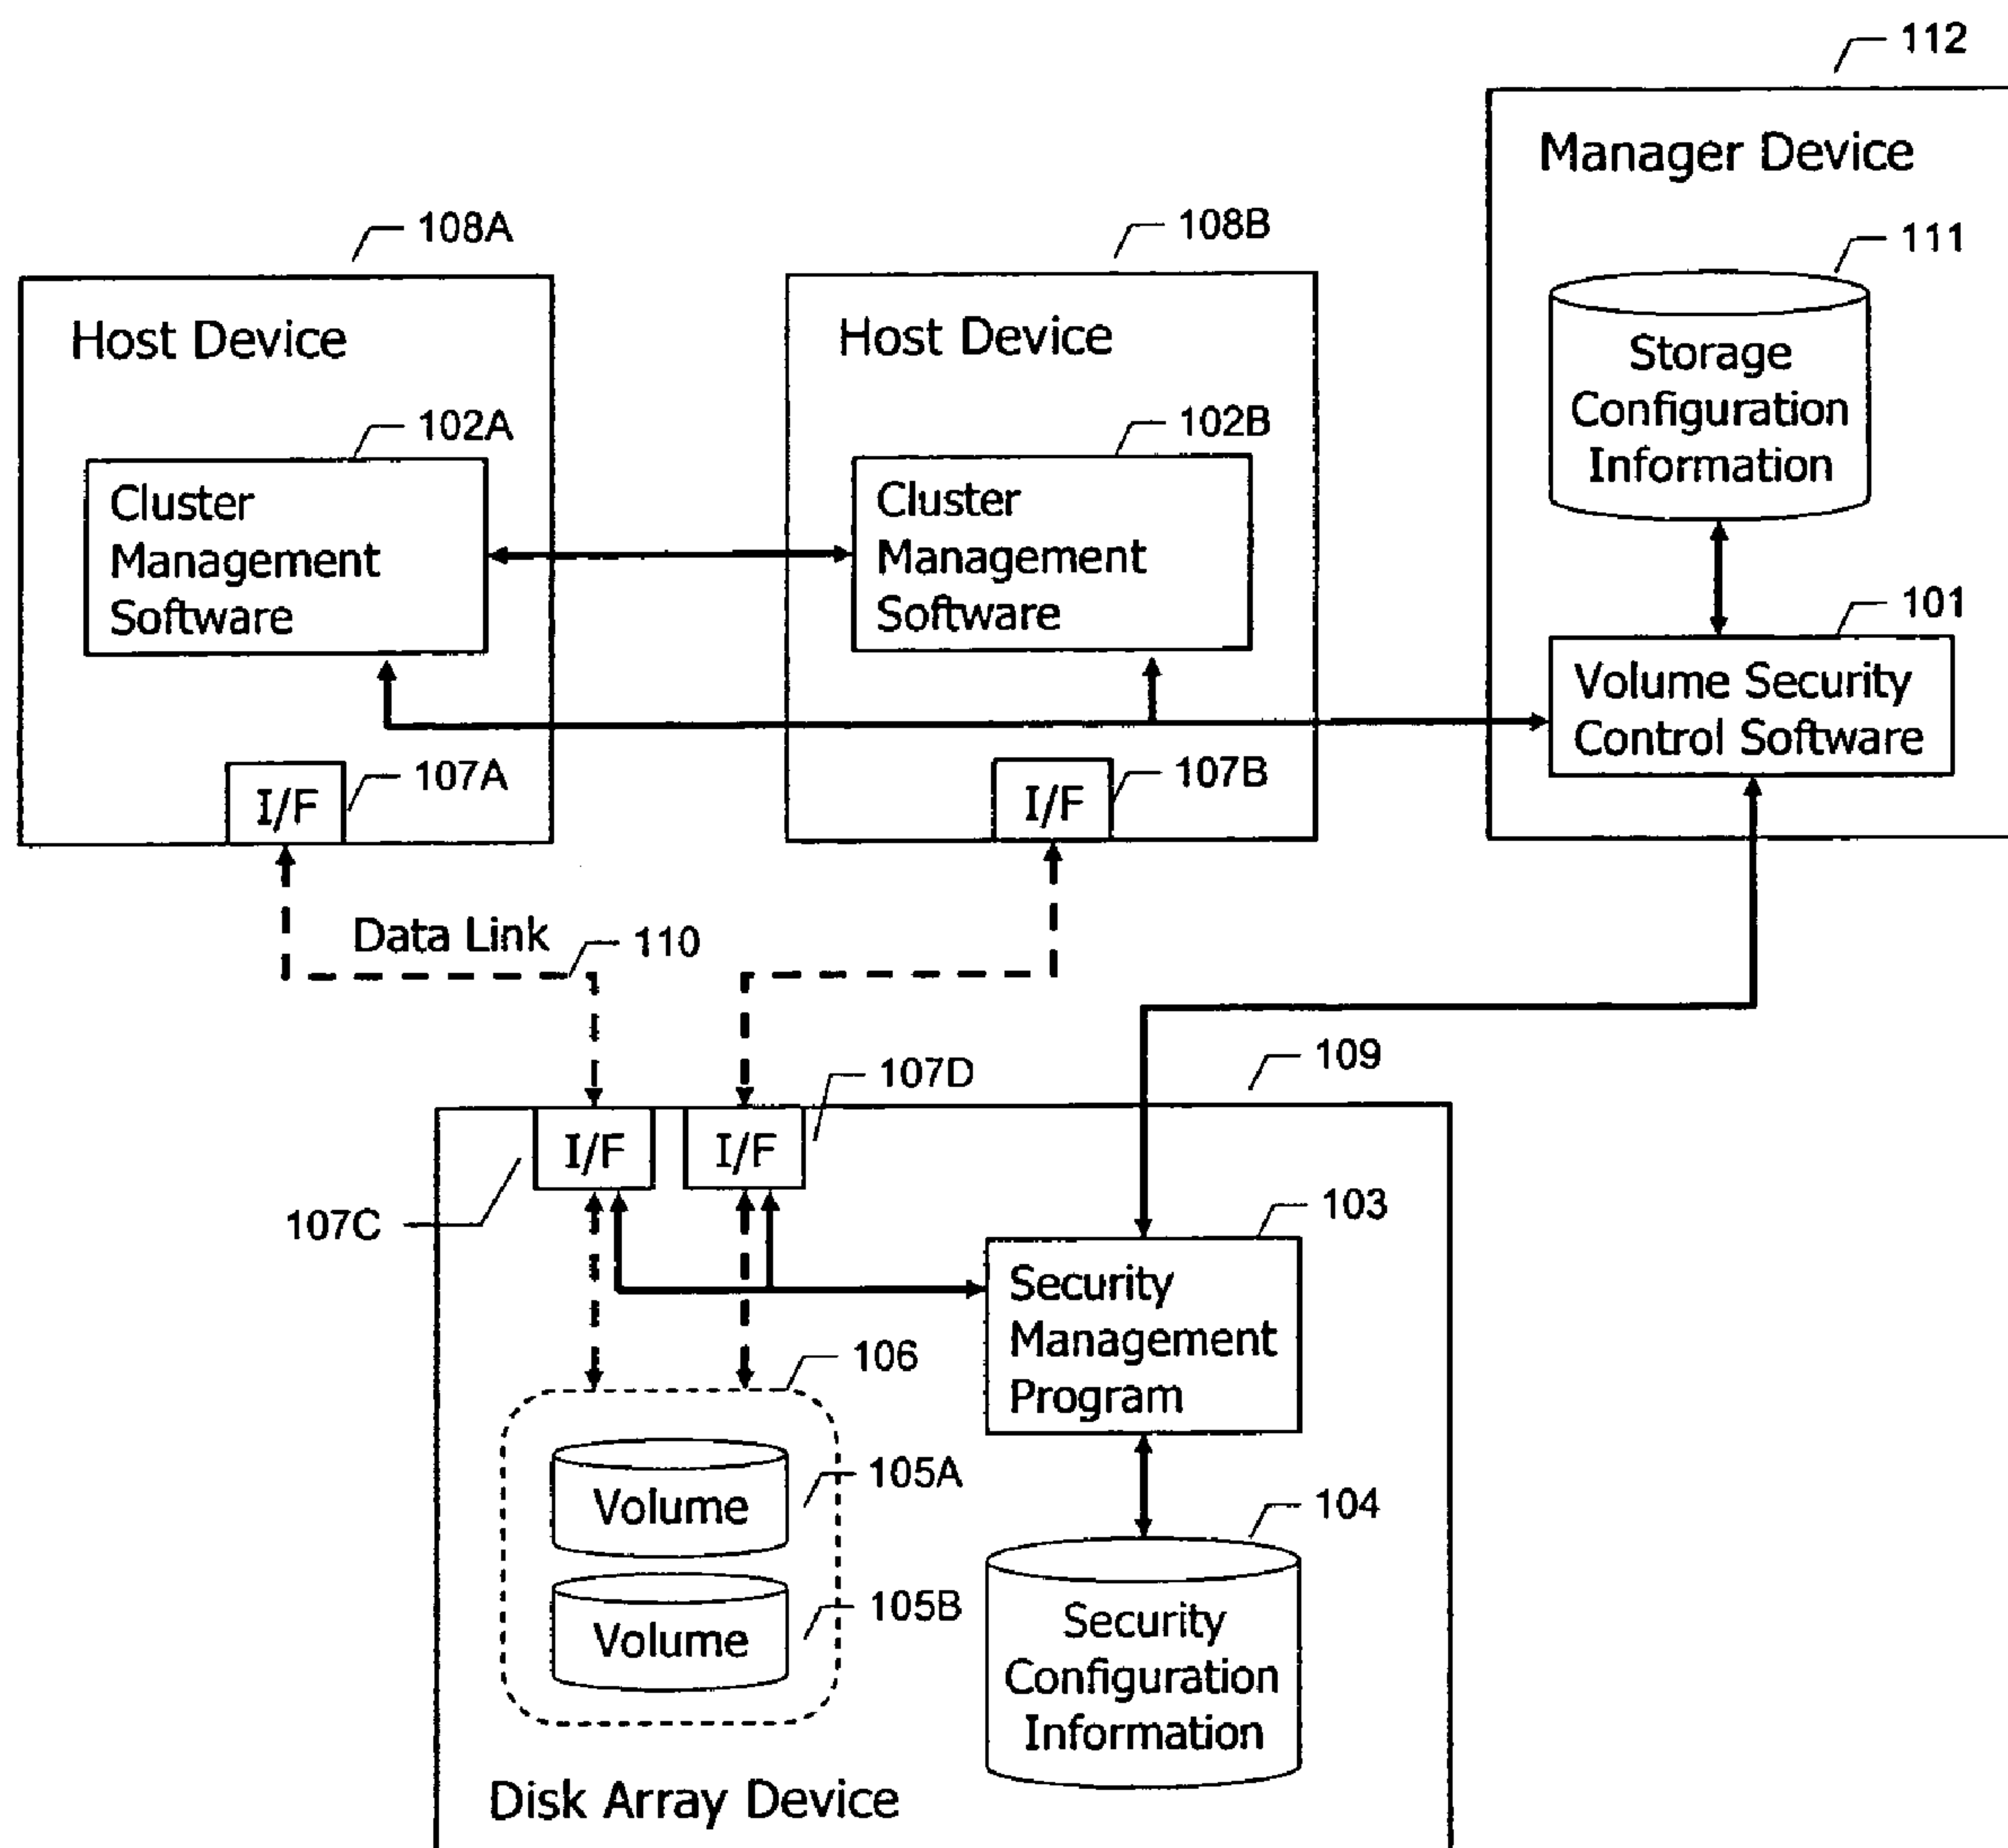 112
Manager Device
111
Storage
Configuration
Information
101
Volume Security
Control Software
108A
Host Device
102A
Cluster
Management
Software
107A
I/F
108B
Host Device
102B
Cluster
Management
Software
107B
I/F
Data Link
110
109
107D
I/F
I/F
107C
103
Security
Management
Program
106
105A
Volume
105B
Volume
104
Security
Configuration
Information
Disk Array Device